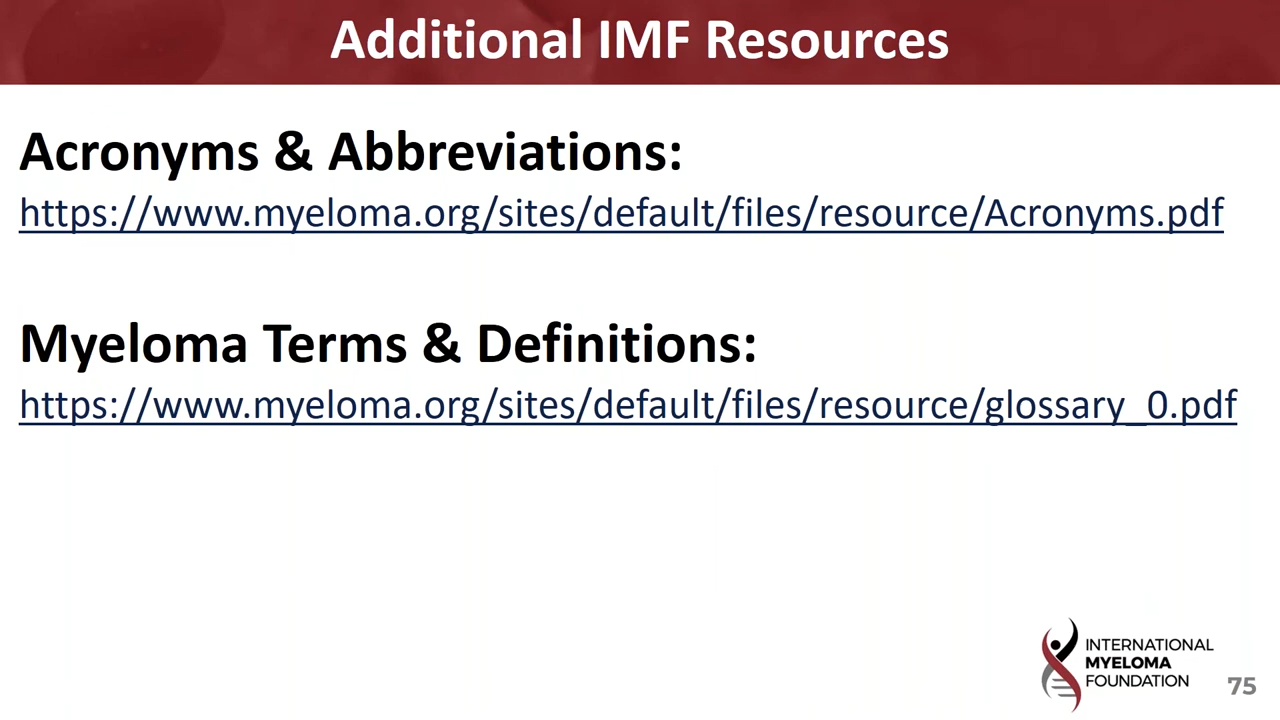 Additional IMF Resources
Acronyms & Abbreviations:
https://www.myeloma.org/sites/default/files/resource/Acronyms.pdf
Myeloma Terms & Definitions:
https://www.myeloma.org/sites/default/files/resource/glossary_0.pdf
INTERNATIONAL
MYELOMA
FOUNDATION
75